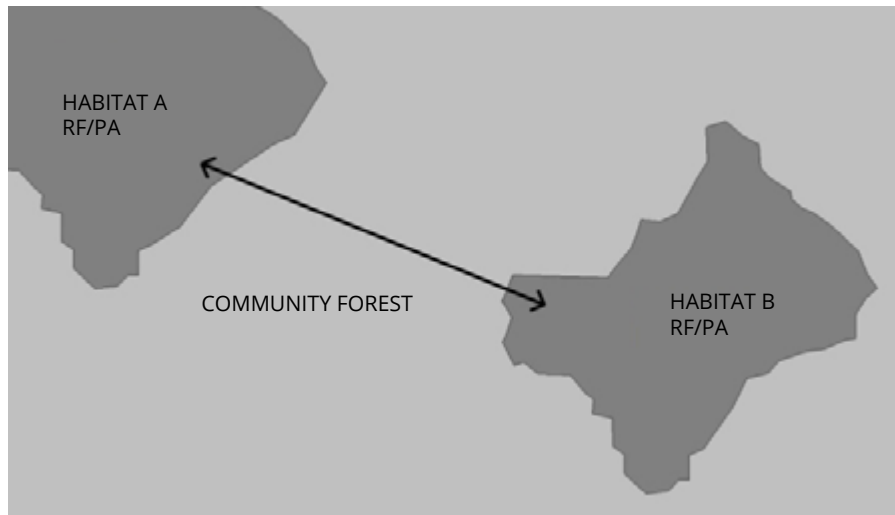 HABITAT A
RF/PA
COMMUNITY FOREST
HABITAT B
RF/PA